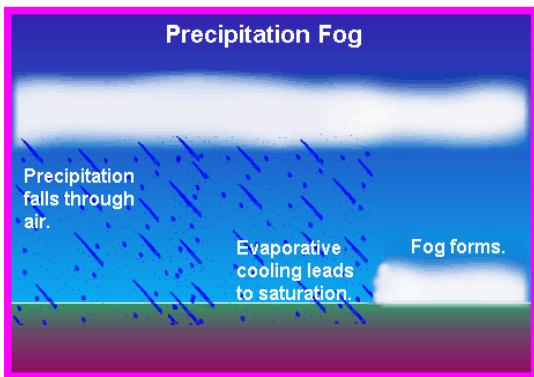 Precipitation Fog
Precipitation
falls through
air.
Evaporative
cooling leads
to saturation.
Fog forms.